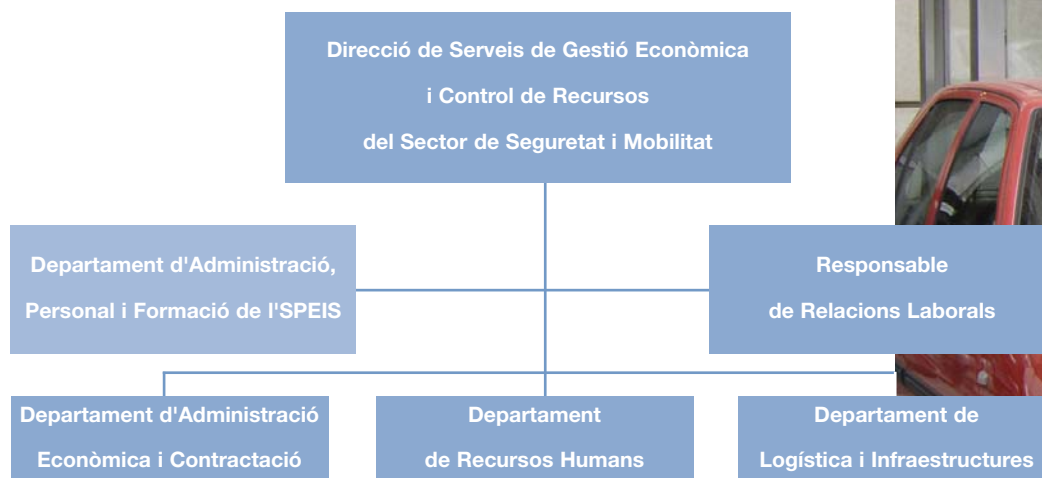 Direcció de Serveis de Gestió Econòmica
i Control de Recursos
del Sector de Seguretat i Mobilitat
Departament d'Administració,
Personal i Formació de l'SPEIS
Responsable
de Relacions Laborals
Departament d'Administració
Econòmica i Contractació
Departament
de Recursos Humans
Departament de
Logística i Infraestructures